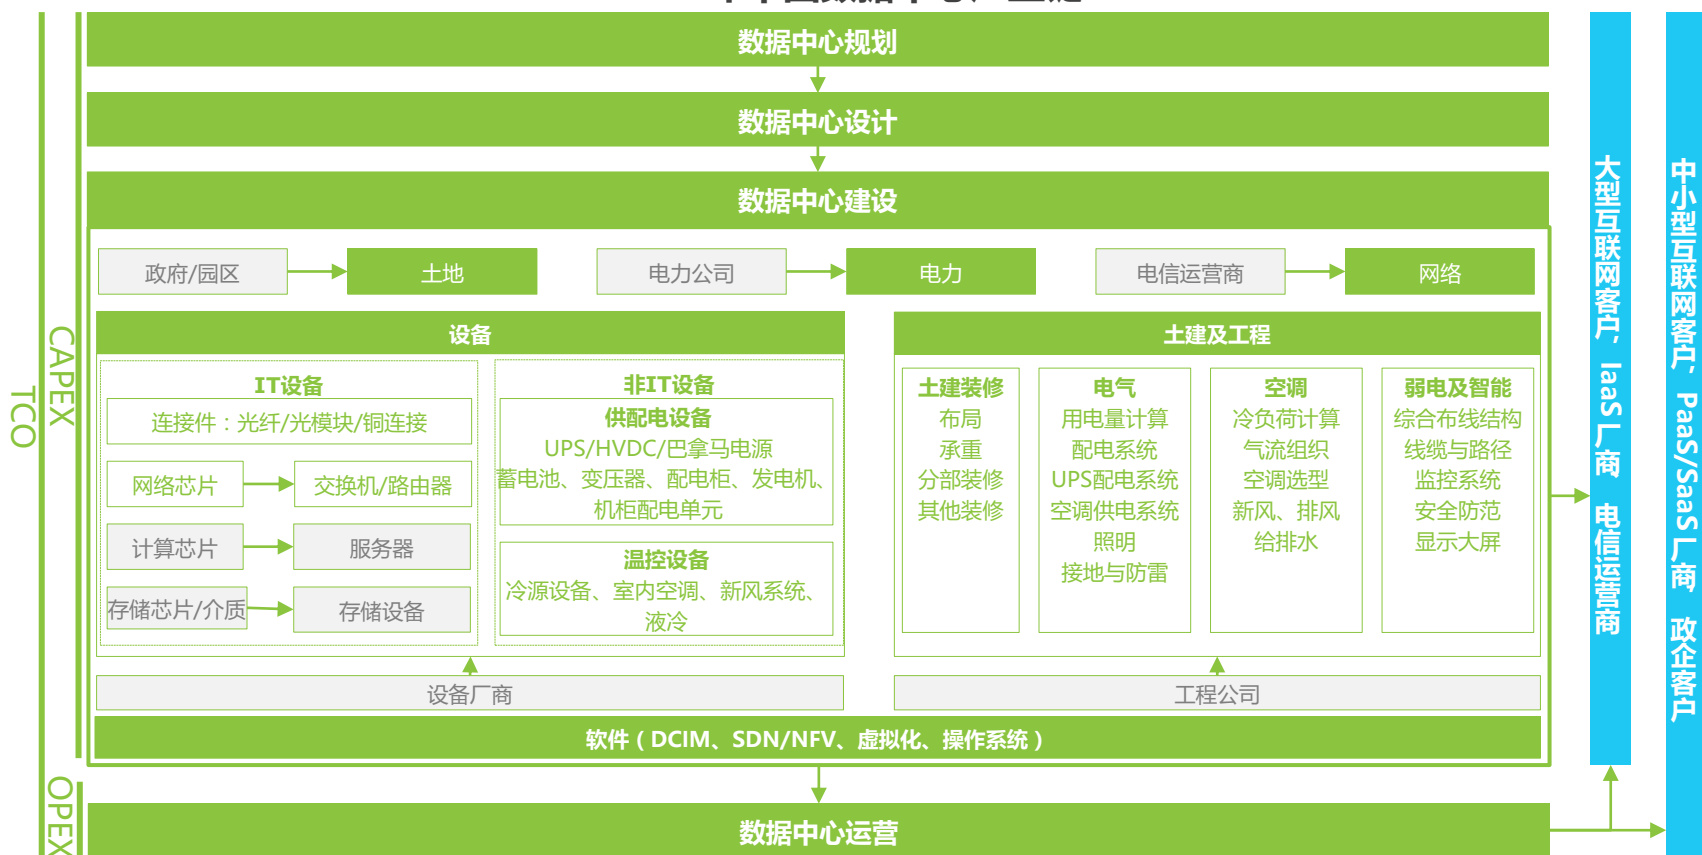 数据中心规划
数据中心设计
数据中心建设
政府/园区
土地
电力公司
电力
电信运营商
网络
设备
IT设备
连接件：光纤/光模块/铜连接
网络芯片
交换机/路由器
计算芯片
服务器
存储芯片/介质
存储设备
非IT设备
供配电设备
UPS/HVDC/巴拿马电源
蓄电池、变压器、配电柜、发电机、
机柜配电单元
温控设备
冷源设备、室内空调、新风系统、
液冷
设备厂商
土建及工程
土建装修
布局
承重
分部装修
其他装修
电气
用电量计算
配电系统
UPS配电系统
空调供电系统
照明
接地与防雷
空调
冷负荷计算
气流组织
空调选型
新风、排风
给排水
弱电及智能
综合布线结构
线缆与路径
监控系统
安全防范
显示大屏
工程公司
软件（DCIM、SDN/NFV、虚拟化、操作系统）
数据中心运营
TCO
CAPEX
OPEX
大型互联网客户、IaaS厂商、电信运营商
中小型互联网客户、PaaS/SaaS厂商、政企客户